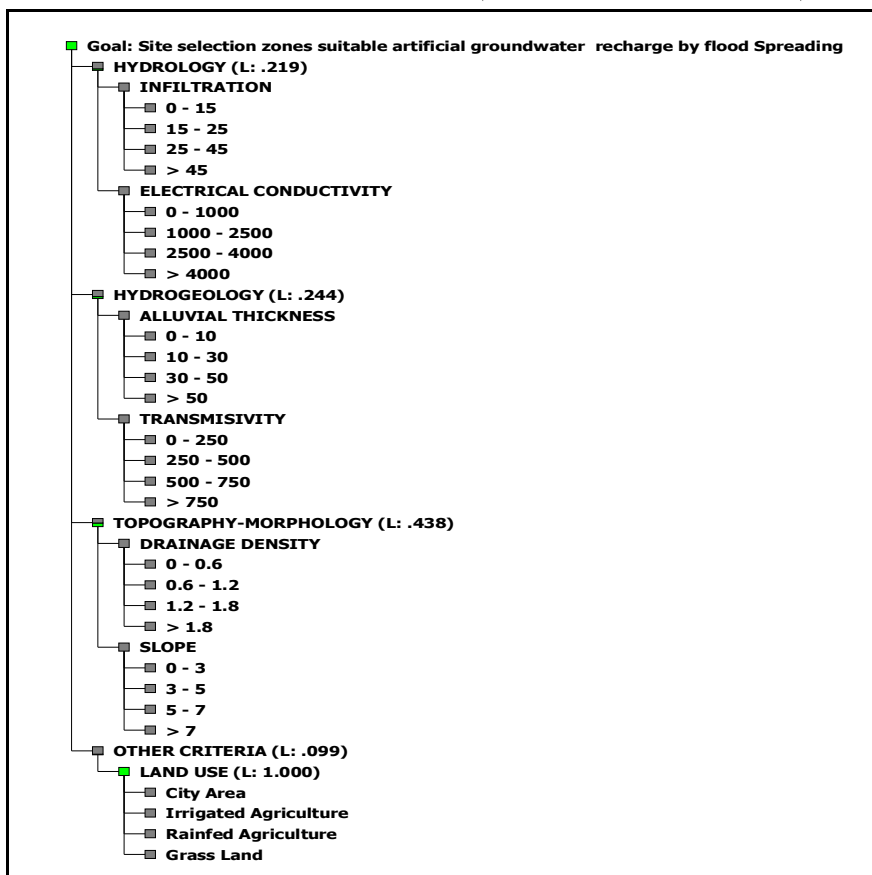 Goal: Site selection zones suitable artificial groundwater recharge by flood Spreading
HYDROLOGY (L: .219)
INFILTRATION
0 - 15
15 - 25
25 - 45
> 45
ELECTRICAL CONDUCTIVITY
0 - 1000
1000 - 2500
2500 - 4000
> 4000
HYDROGEOLOGY (L: .244)
ALLUVIAL THICKNESS
0 - 10
10 - 30
30 - 50
> 50
TRANSMISIVITY
0 - 250
250 - 500
500 - 750
> 750
TOPOGRAPHY-MORPHOLOGY (L: .438)
DRAINAGE DENSITY
0 - 0.6
0.6 - 1.2
1.2 - 1.8
> 1.8
SLOPE
0 - 3
3 - 5
5 - 7
> 7
OTHER CRITERIA (L: .099)
LAND USE (L: 1.000)
City Area
Irrigated Agriculture
Rainfed Agriculture
Grass Land